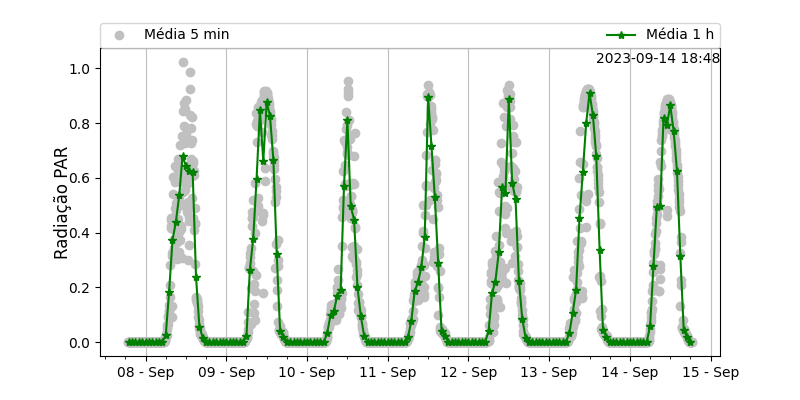 Média 5 min
Média 1 h
2023-09-14 18:48
Radiação PAR
1.0
0.8
0.6
0.4
0.2
0.0
08 - Sep
09 - Sep
10 - Sep
11 - Sep
12 - Sep
13 - Sep
14 - Sep
15 - Sep